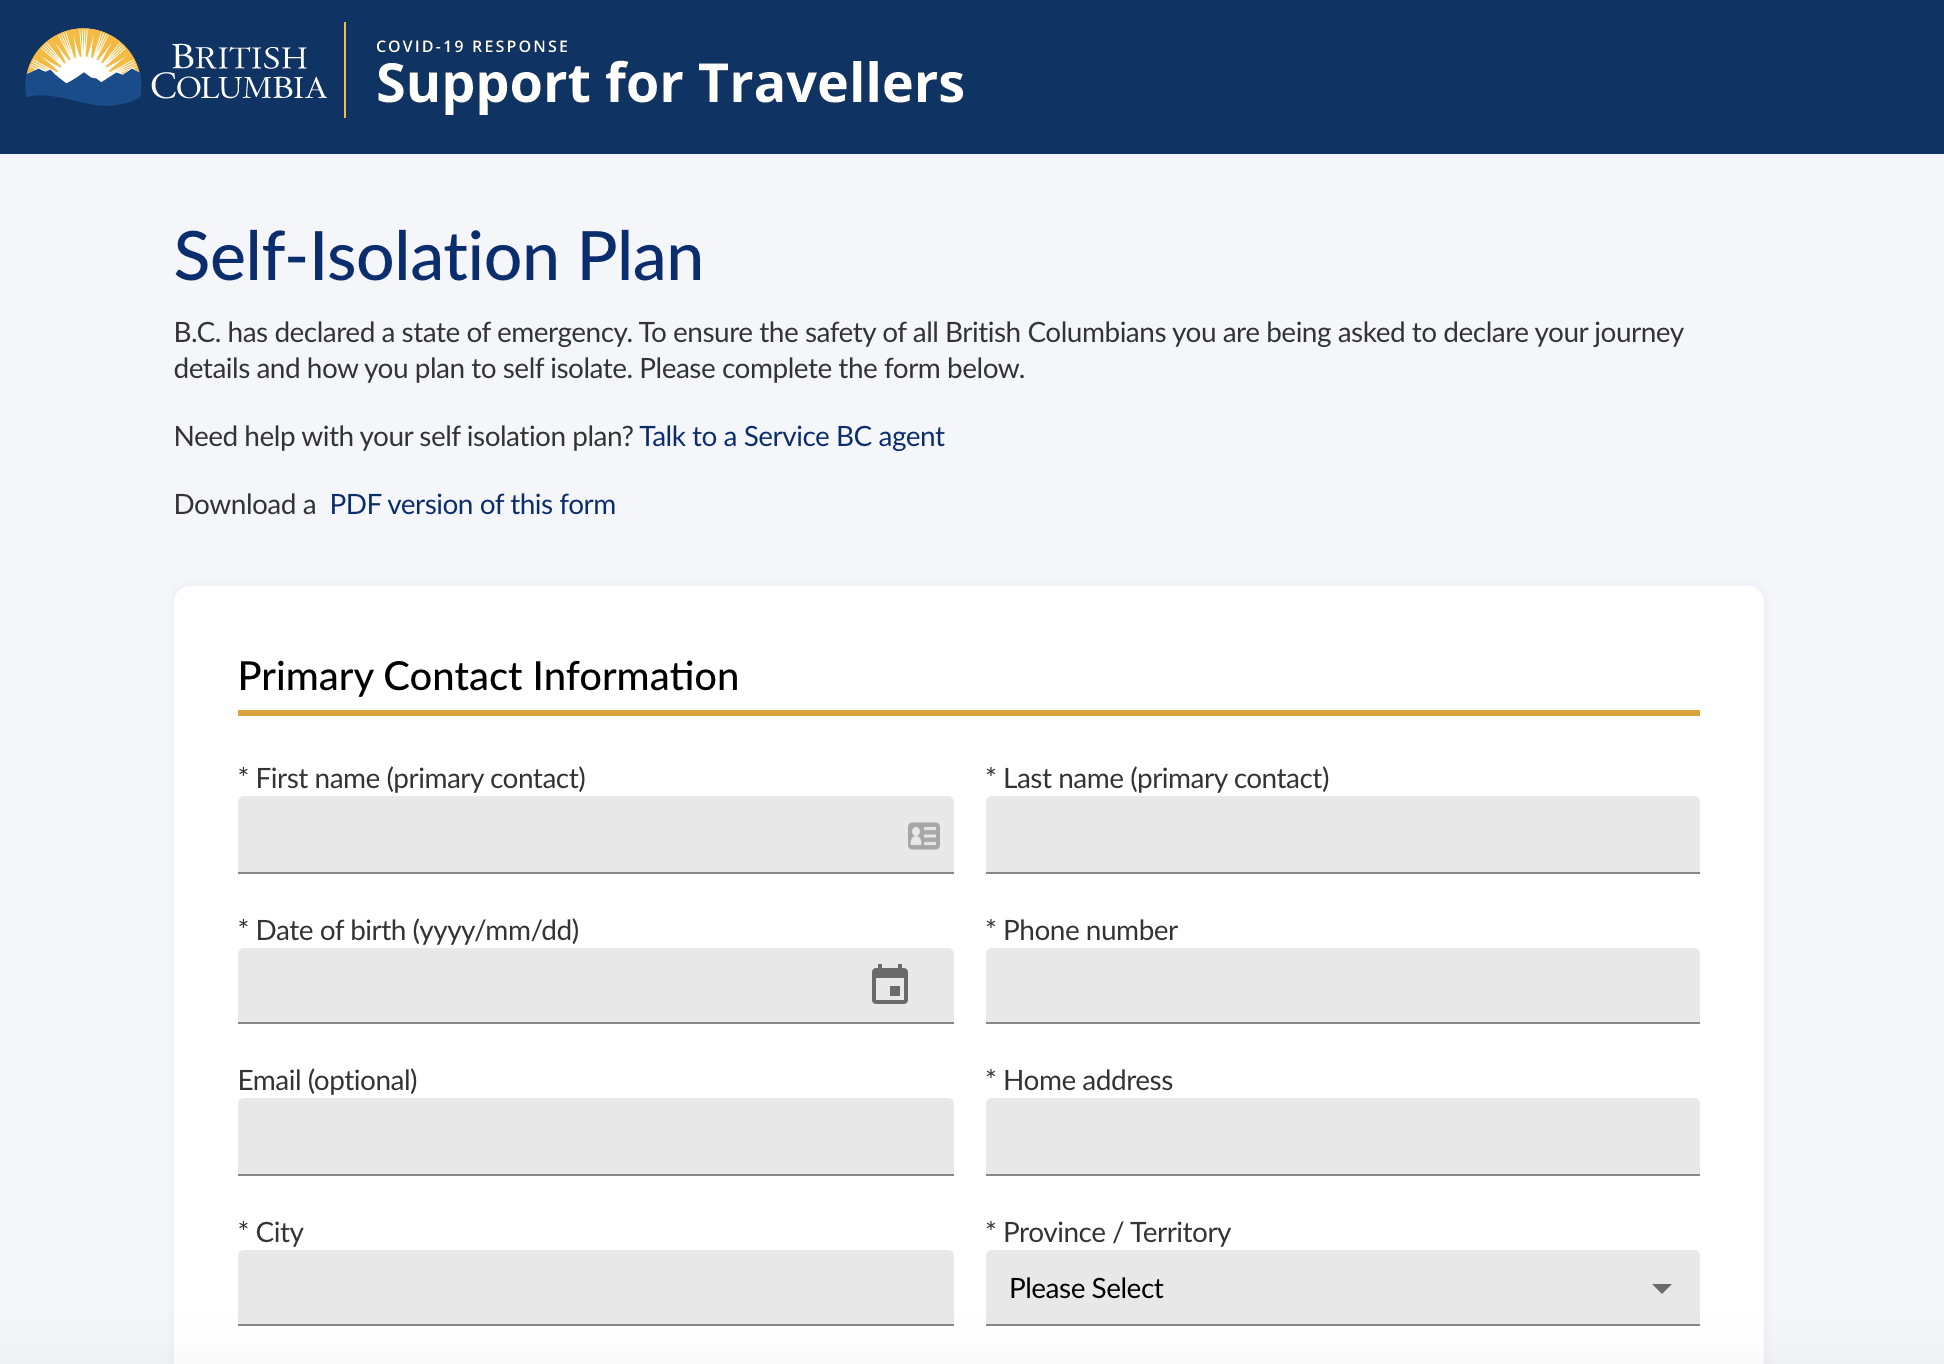 BRITISH
COLUMBIA
COVID-19 RESPONSE
Support for Travellers
Self-Isolation Plan
B.C. has declared a state of emergency. To ensure the safety of all British Columbians you are being asked to declare your journey
details and how you plan to self isolate. Please complete the form below.
Need help with your self isolation plan? Talk to a Service BC agent
Download a PDF version of this form
Primary Contact Information
* First name (primary contact)
* Last name (primary contact)
* Date of birth (yyyy/mm/dd)
* Phone number
Email (optional)
* Home address
* City
* Province / Territory
Please Select